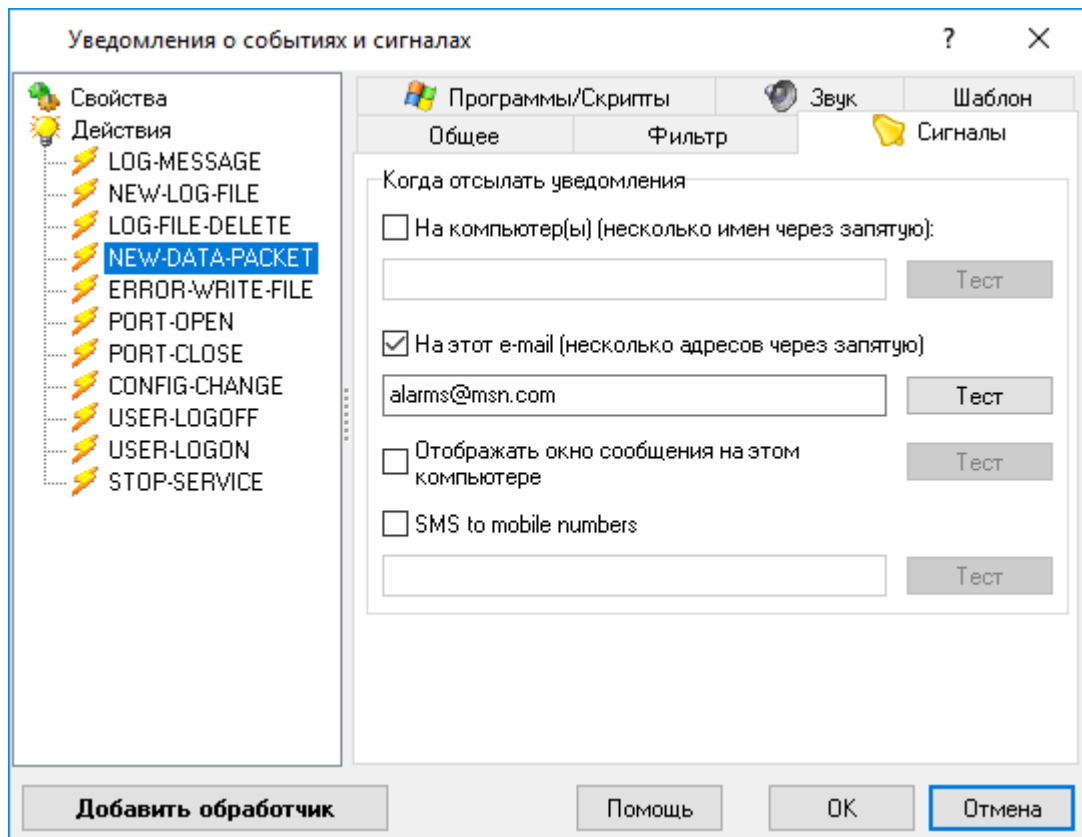 Уведомления о событиях и сигналах
?
Свойства
Действия
LOG-MESSAGE
NEW-LOG-FILE
LOG-FILE-DELETE
NEW-DATA-PACKET
ERROR-WRITE-FILE
PORT-OPEN
PORT-CLOSE
CONFIG-CHANGE
USER-LOGOFF
USER-LOGON
STOP-SERVICE
Программы/Скрипты
Звук
Шаблон
Общее
Фильтр
Сигналы
Когда отсылать уведомления
На компьютер(ы) (несколько имен через запятую):
Тест
На этот e-mail (несколько адресов через запятую)
alarms@msn.com
Тест
Отображать окно сообщения на этом
компьютере
Тест
SMS to mobile numbers
Тест
Добавить обработчик
Помощь
OK
Отмена